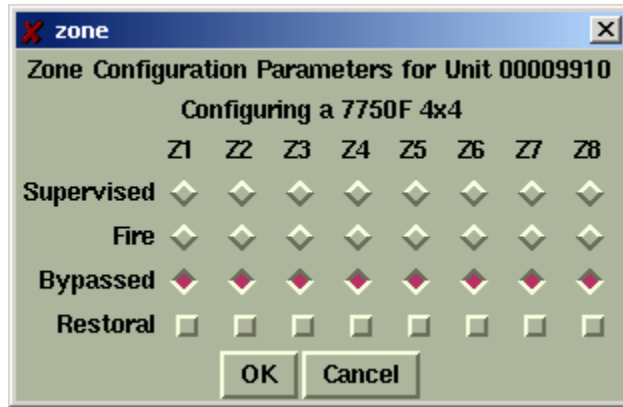 zone
Zone Configuration Parameters for Unit 00009910
Configuring a 7750F 4x4
Z1 Z2 Z3 Z4 Z5 Z6 Z7 Z8
Supervised
Fire
Bypassed
Restoral
OK Cancel